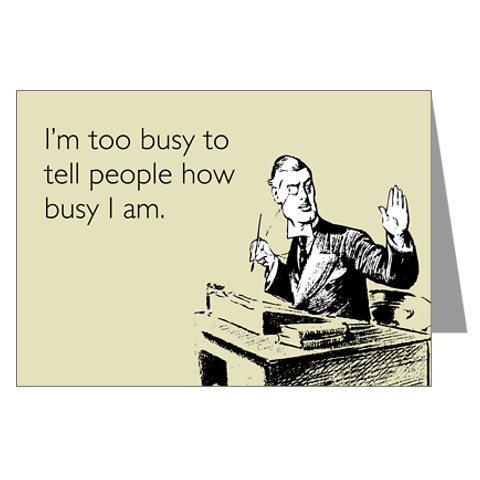 I'm too busy to
tell people how
busy I am.